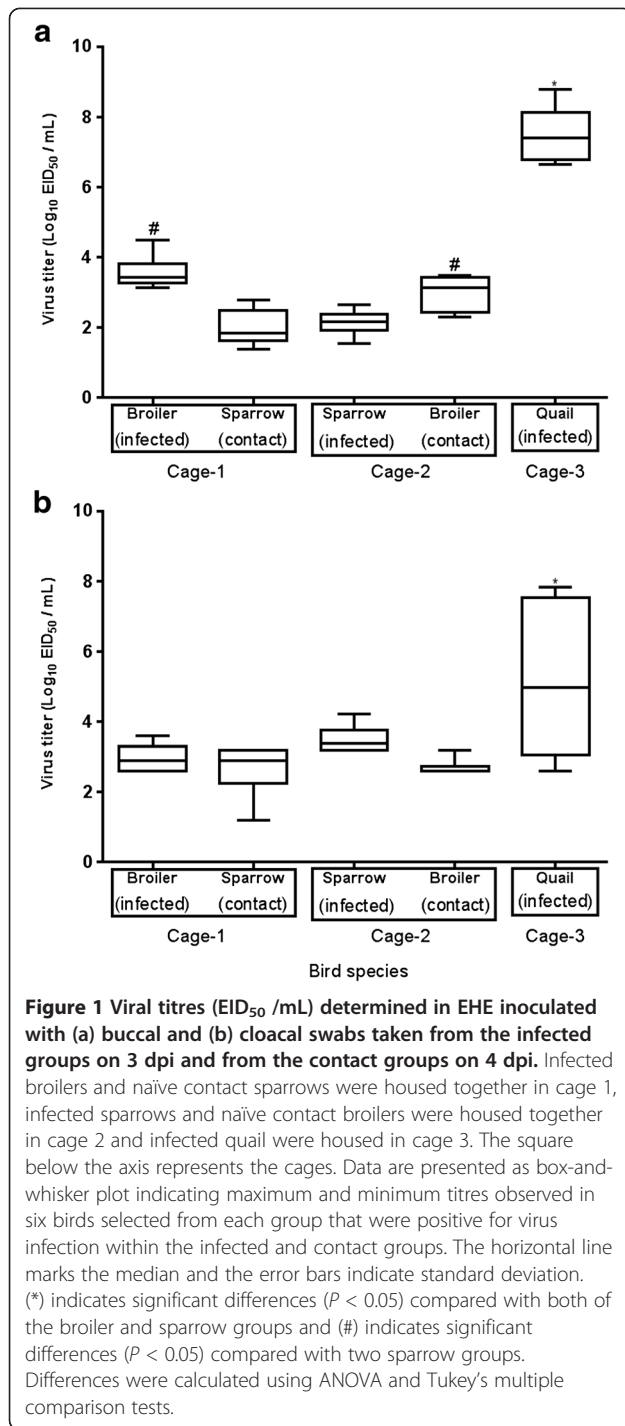 a
10
8
6
4
2
0
Virus titer (Log10 EID50 / mL)
#
#
*
Broiler Sparrow Sparrow Broiler Quail
(infected) (contact) (infected) (contact) (infected)
Cage-1 Cage-2 Cage-3
b
10
8
6
4
2
0
Virus titer (Log10 EID50 / mL)
*
Broiler Sparrow Sparrow Broiler Quail
(infected) (contact) (infected) (contact) (infected)
Cage-1 Cage-2 Cage-3
Bird species
Figure 1 Viral titres (EID50 /mL) determined in EHE inoculated
with (a) buccal and (b) cloacal swabs taken from the infected
groups on 3 dpi and from the contact groups on 4 dpi. Infected
broilers and naïve contact sparrows were housed together in cage 1,
infected sparrows and naïve contact broilers were housed together
in cage 2 and infected quail were housed in cage 3. The square
below the axis represents the cages. Data are presented as box-and-
whisker plot indicating maximum and minimum titres observed in
six birds selected from each group that were positive for virus
infection within the infected and contact groups. The horizontal line
marks the median and the error bars indicate standard deviation.
(*) indicates significant differences (P < 0.05) compared with both of
the broiler and sparrow groups and (#) indicates significant
differences (P < 0.05) compared with two sparrow groups.
Differences were calculated using ANOVA and Tukey's multiple
comparison tests.